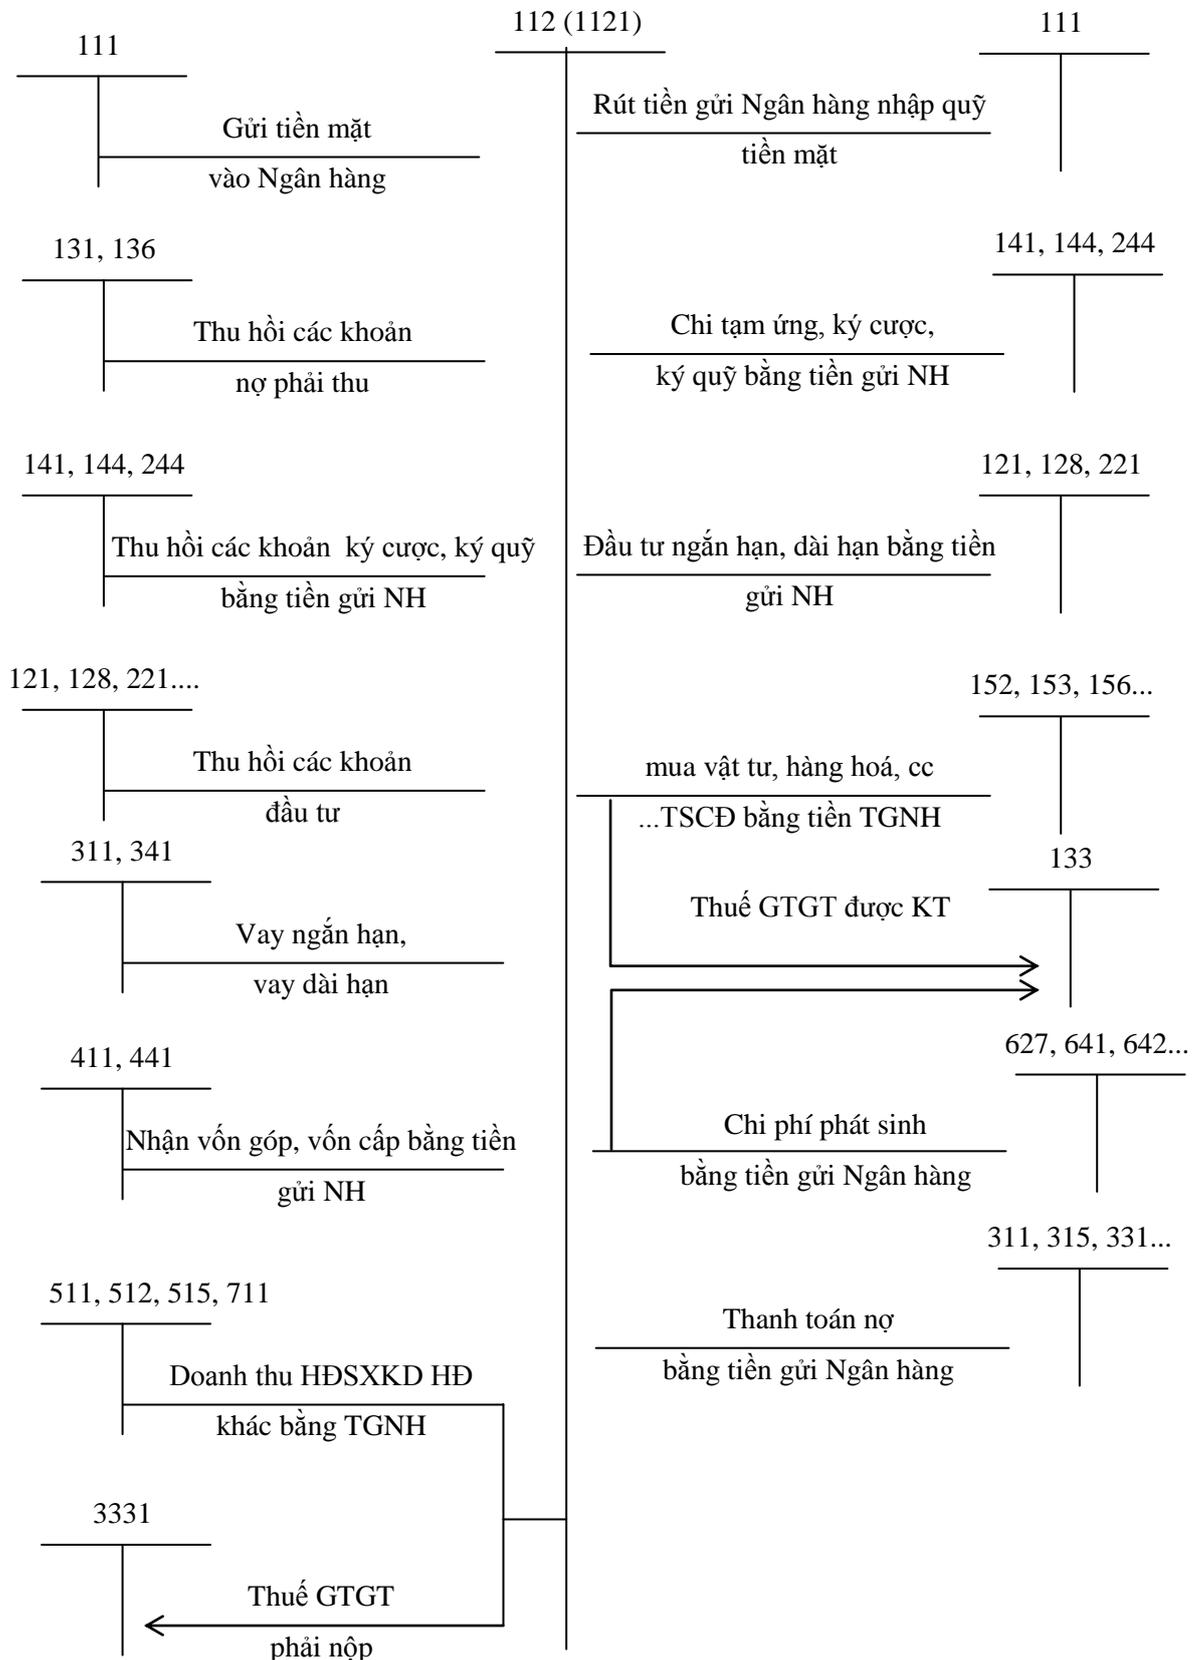 112 (1121)
111
Gửi tiền mặt
vào Ngân hàng
131, 136
Thu hồi các khoản
nợ phải thu
141, 144, 244
Thu hồi các khoản ký cược, ký quỹ
bằng tiền gửi NH
121, 128, 221....
Thu hồi các khoản
đầu tư
311, 341
Vay ngắn hạn,
vay dài hạn
411, 441
Nhận vốn góp, vốn cấp bằng tiền
gửi NH
511, 512, 515, 711
Doanh thu HĐSXKD HĐ
khác bằng TGNH
3331
Thuế GTGT
phải nộp
111
Rút tiền gửi Ngân hàng nhập quỹ
tiền mặt
141, 144, 244
Chi tạm ứng, ký cược,
ký quỹ bằng tiền gửi NH
121, 128, 221
Đầu tư ngắn hạn, dài hạn bằng tiền
gửi NH
152, 153, 156...
mua vật tư, hàng hoá, cc
...TSCĐ bằng tiền TGNH
133
Thuế GTGT được KT
627, 641, 642...
Chi phí phát sinh
bằng tiền gửi Ngân hàng
311, 315, 331...
Thanh toán nợ
bằng tiền gửi Ngân hàng